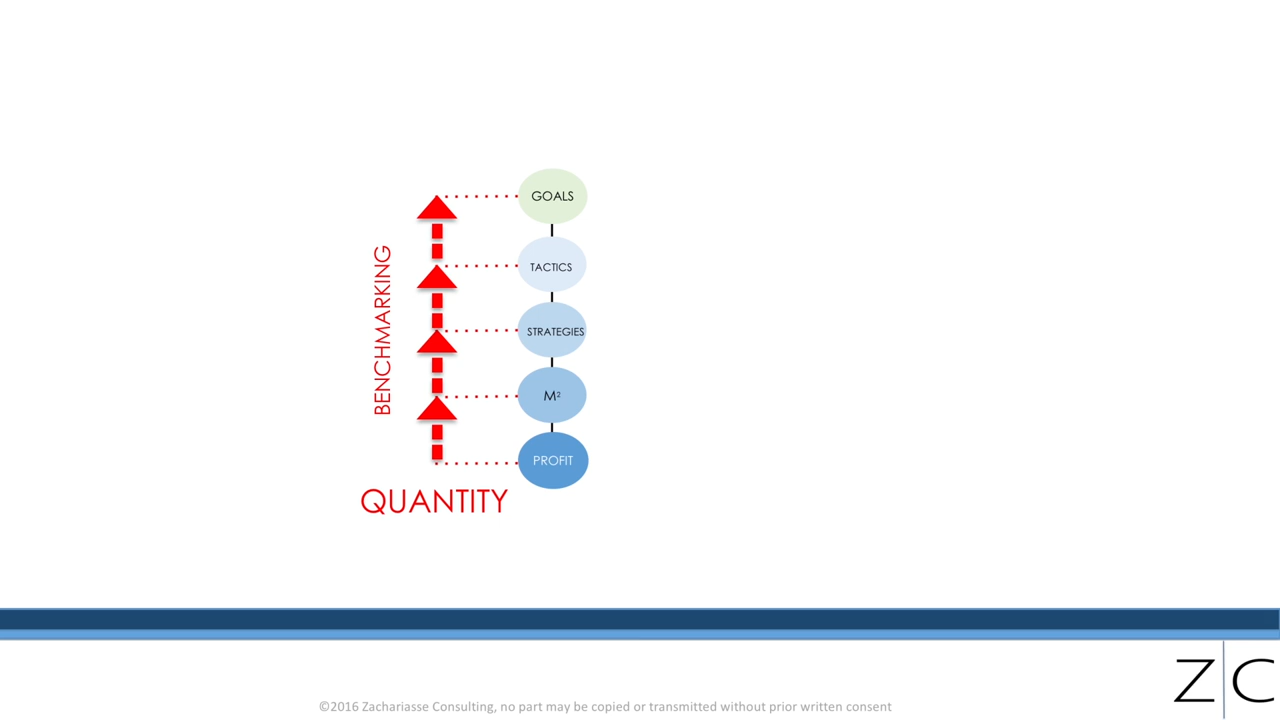 GOALS
TACTICS
STRATEGIES
M²
PROFIT
BENCHMARKING
QUANTITY
©2016 Zachariasse Consulting, no part may be copied or transmitted without prior written consent
Z|C